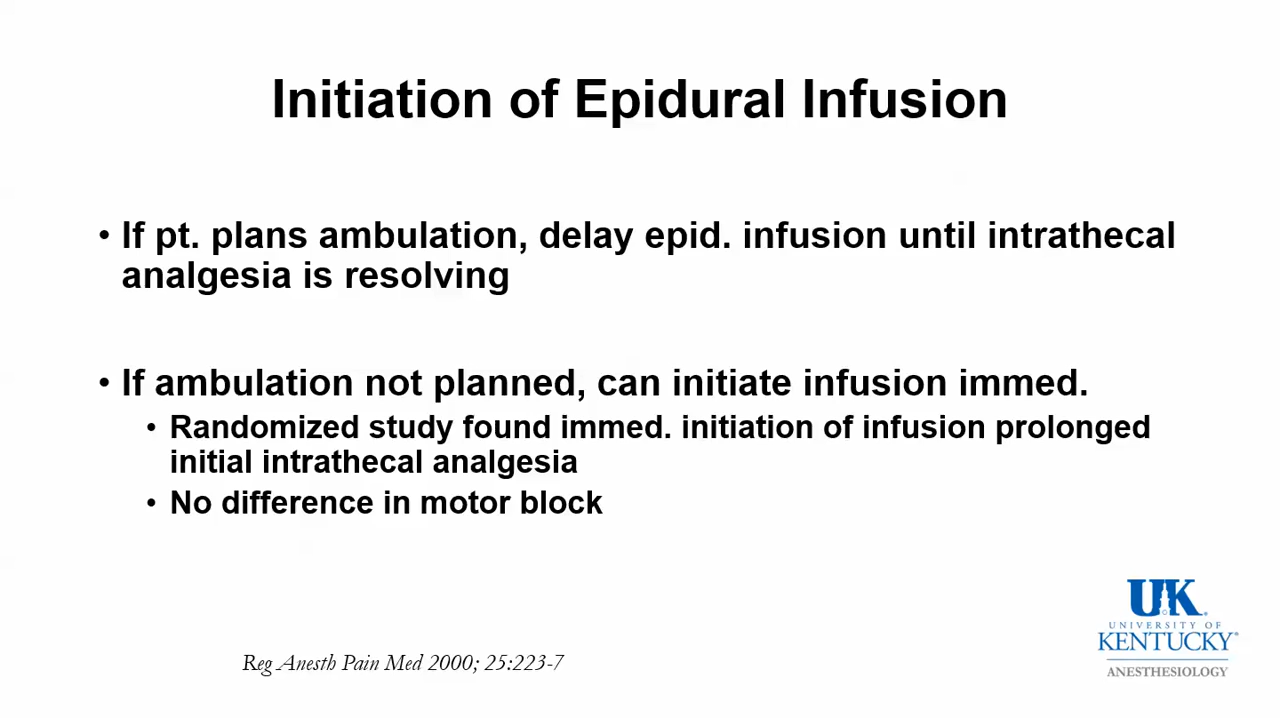 Initiation of Epidural Infusion
• If pt. plans ambulation, delay epid. infusion until intrathecal
analgesia is resolving
• If ambulation not planned, can initiate infusion immed.
• Randomized study found immed. initiation of infusion prolonged
initial intrathecal analgesia
• No difference in motor block
Reg Anesth Pain Med 2000; 25:223-7
UK
UNIVERSITY OF
KENTUCKY®
ANESTHESIOLOGY